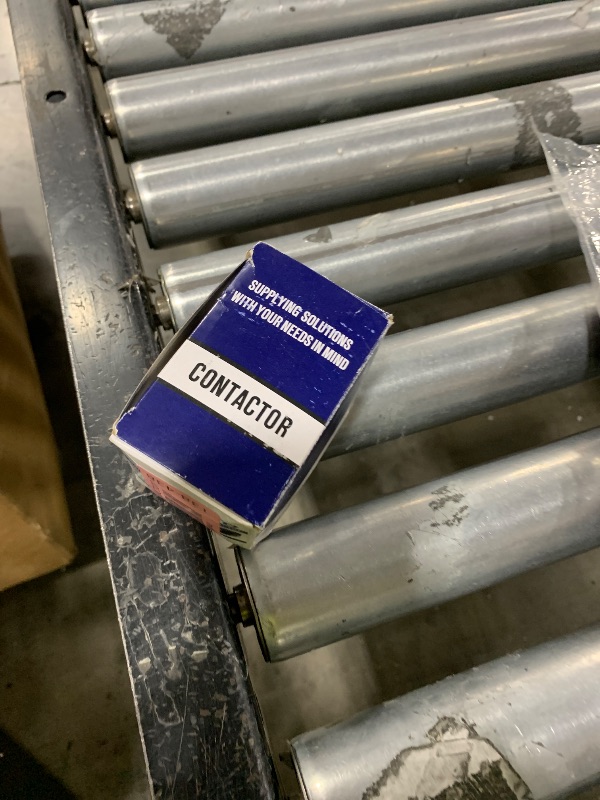 SUPPLYING SOLUTIONS
WITH YOUR NEEDS IN MIND
CONTACTOR